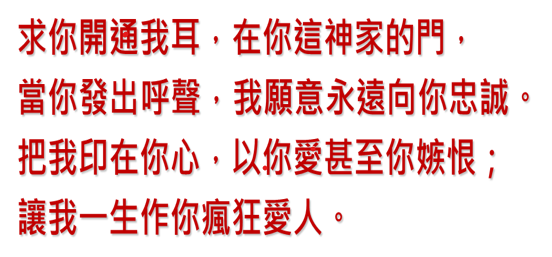 求你開通我耳，在你這神家的門，
當你發出呼聲，我願意永遠向你忠誠。
把我印在你心，以你愛甚至你嫉恨；
讓我一生作你瘋狂愛人。